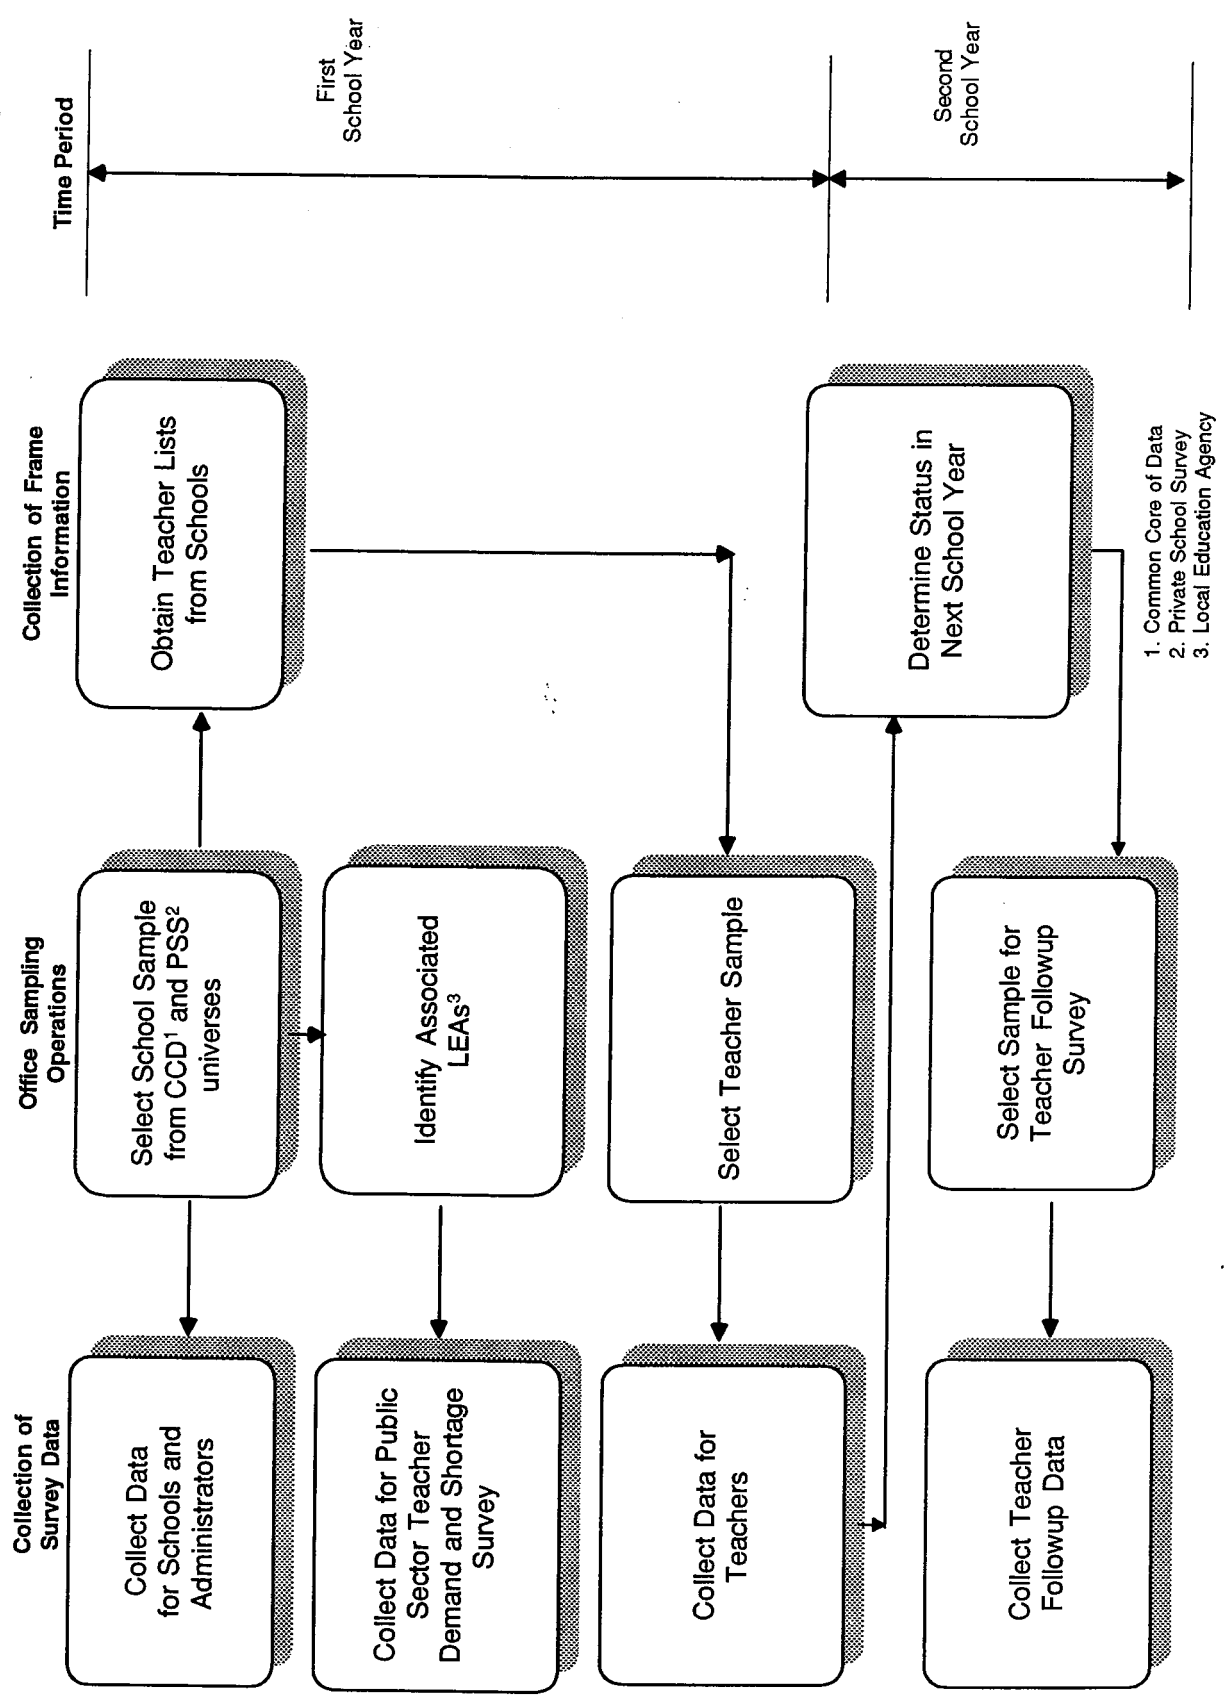 Collection of
Survey Data
Office Sampling
Operations
Collection of Frame
Information
Time Period
Collect Data
for Schools and
Administrators
Select School Sample
from CCD¹ and PSS²
universes
Obtain Teacher Lists
from Schools
First
School Year
Collect Data for Public
Sector Teacher
Demand and Shortage
Survey
Identify Associated
LEAs³
Collect Data for
Teachers
Select Teacher Sample
Determine Status in
Next School Year
Second
School Year
Collect Teacher
Followup Data
Select Sample for
Teacher Followup
Survey
1. Common Core of Data
2. Private School Survey
3. Local Education Agency